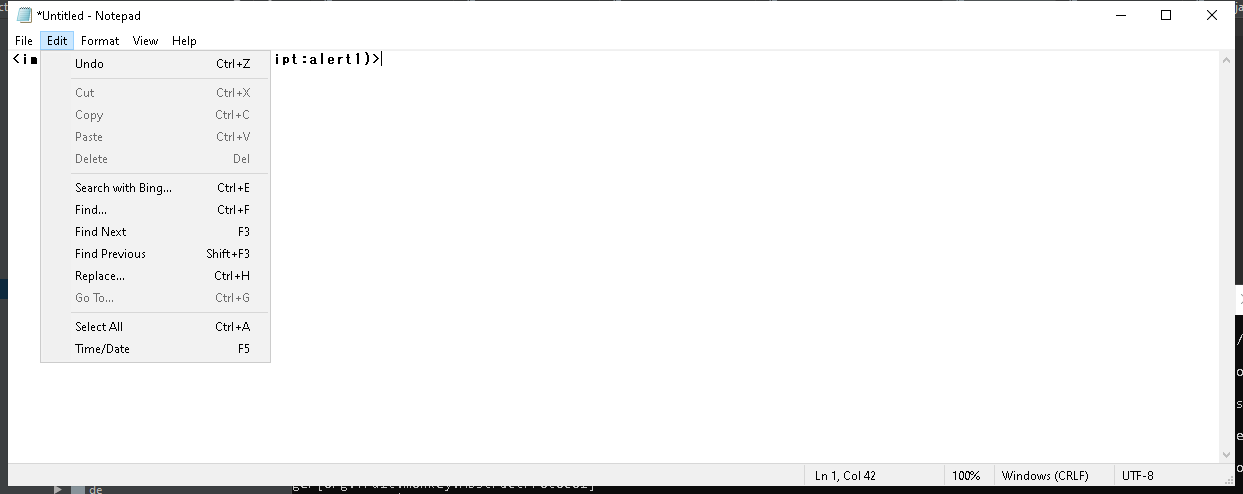 *Untitled - Notepad
File Edit Format View Help
<im ipt:alert1)>
Undo Ctrl+Z
Cut Ctrl+X
Copy Ctrl+C
Paste Ctrl+V
Delete Del
Search with Bing... Ctrl+E
Find... Ctrl+F
Find Next F3
Find Previous Shift+F3
Replace... Ctrl+H
Go To... Ctrl+G
Select All Ctrl+A
Time/Date F5
Ln 1, Col 42 100% Windows (CRLF) UTF-8
de